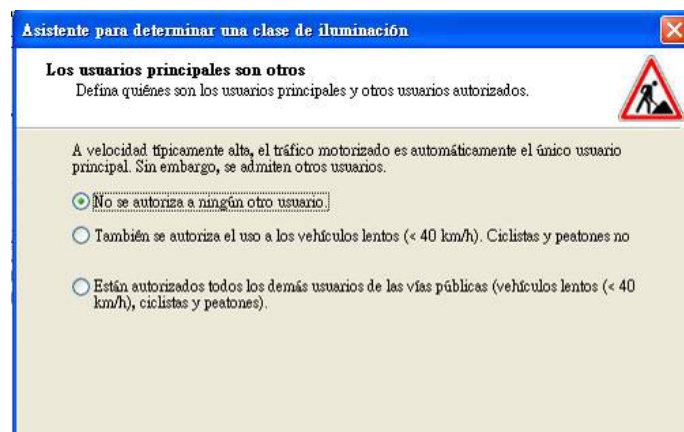 Asistente para determinar una clase de iluminación
Los usuarios principales son otros
Defina quiénes son los usuarios principales y otros usuarios autorizados.
A velocidad típicamente alta, el tráfico motorizado es automáticamente el único usuario
principal. Sin embargo, se admiten otros usuarios.
No se autoriza a ningún otro usuario.
También se autoriza el uso a los vehículos lentos (< 40 km/h). Ciclistas y peatones no
Están autorizados todos los demás usuarios de las vías públicas (vehículos lentos (< 40
km/h), ciclistas y peatones).